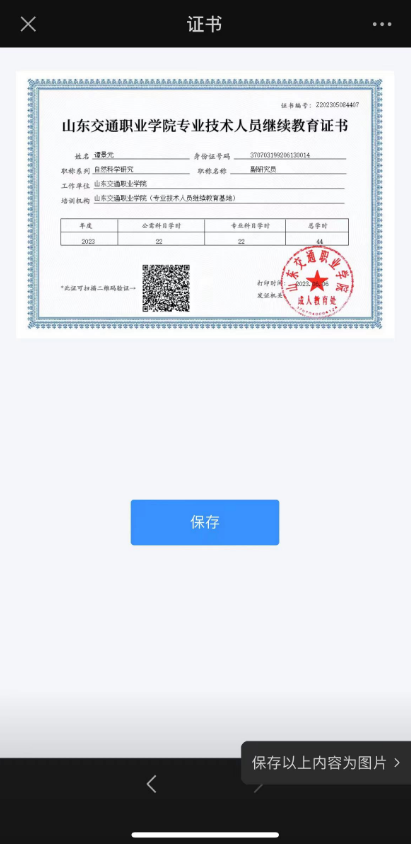 证书
证书编号：Z202305084407
山东交通职业学院专业技术人员继续教育证书
姓名 谭景元 身份证号码 370703199206130014
职称系列 自然科学研究 职称名称 副研究员
工作单位 山东交通职业学院
培训机构 山东交通职业学院（专业技术人员继续教育基地）
年度 公需科目学时 专业科目学时 总学时
2023 22 22 44
*此证可扫描二维码验证→
打印时间：
发证机关：
山东交通职业学院
成人教育处
保存
保存以上内容为图片